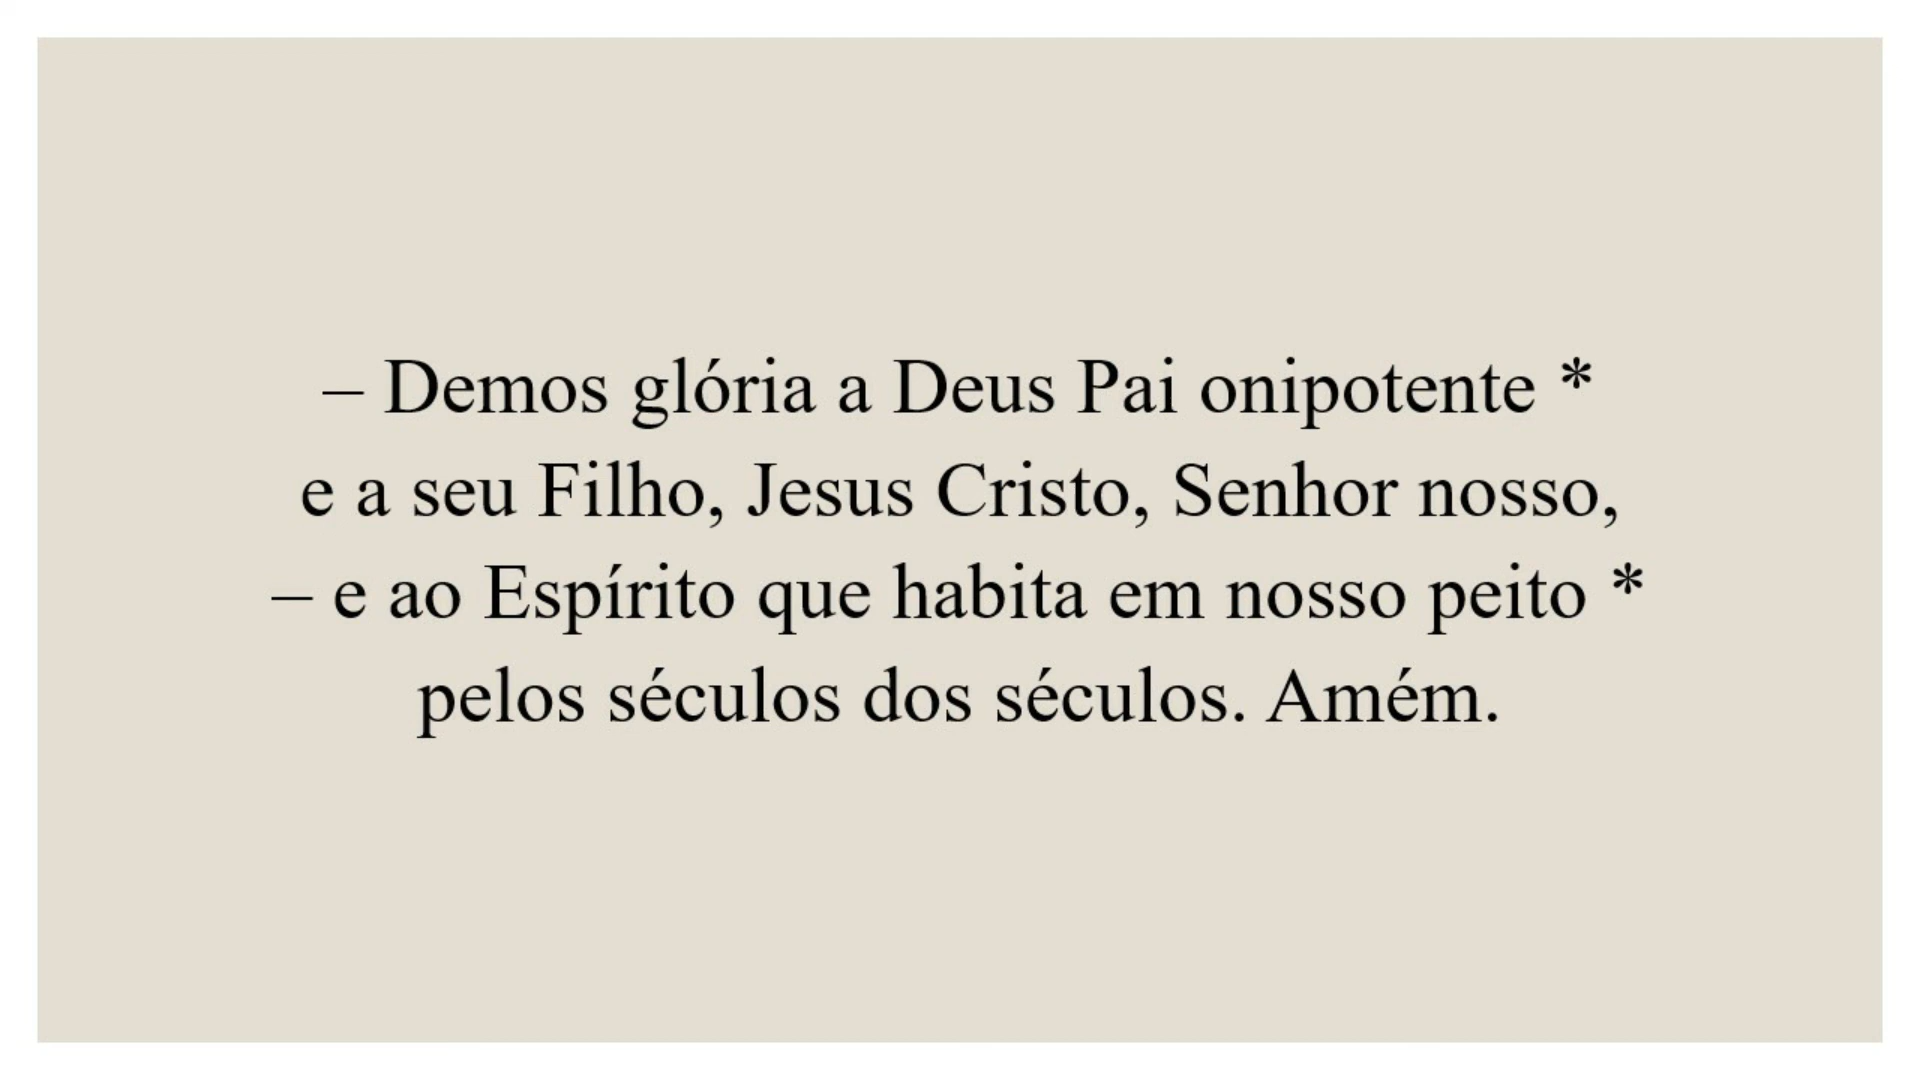 – Demos glória a Deus Pai onipotente *
e a seu Filho, Jesus Cristo, Senhor nosso,
– e ao Espírito que habita em nosso peito *
pelos séculos dos séculos. Amém.